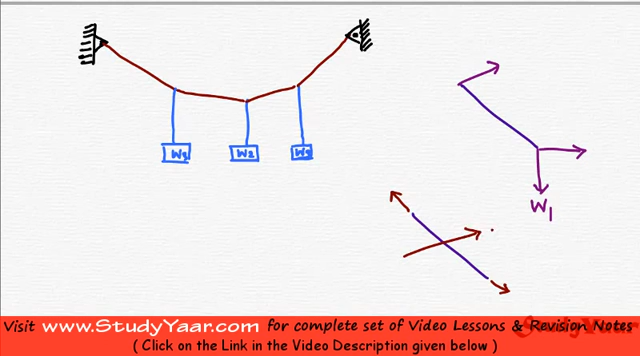 W1 W2 W3
W1
Visit www.StudyYaar.com for complete set of Video Lessons & Revision Notes
StudyYaar
( Click on the Link in the Video Description given below )